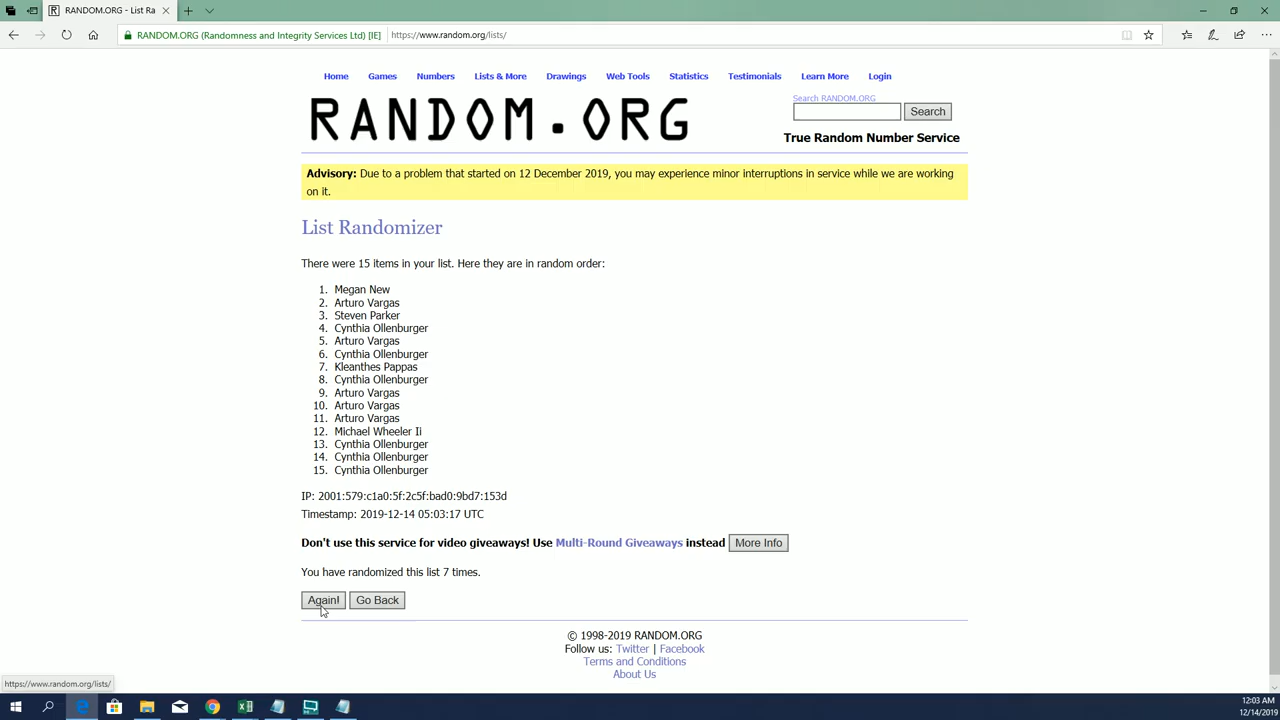 RANDOM.ORG - List Ra
RANDOM.ORG (Randomness and Integrity Services Ltd) [IE]
https://www.random.org/lists/
Home Games Numbers Lists & More Drawings Web Tools Statistics Testimonials Learn More Login
Search RANDOM.ORG
Search
RANDOM.ORG
True Random Number Service
Advisory: Due to a problem that started on 12 December 2019, you may experience minor interruptions in service while we are working
on it.
List Randomizer
There were 15 items in your list. Here they are in random order:
1. Megan New
2. Arturo Vargas
3. Steven Parker
4. Cynthia Ollenburger
5. Arturo Vargas
6. Cynthia Ollenburger
7. Kleanthes Pappas
8. Cynthia Ollenburger
9. Arturo Vargas
10. Arturo Vargas
11. Arturo Vargas
12. Michael Wheeler Ii
13. Cynthia Ollenburger
14. Cynthia Ollenburger
15. Cynthia Ollenburger
IP: 2001:579:c1a0:5f:2c5f:bad0:9bd7:153d
Timestamp: 2019-12-14 05:03:17 UTC
Don't use this service for video giveaways! Use Multi-Round Giveaways instead More Info
You have randomized this list 7 times.
Again! Go Back
© 1998-2019 RANDOM.ORG
Follow us: Twitter | Facebook
Terms and Conditions
About Us
https://www.random.org/lists/
12:03 AM
12/14/2019